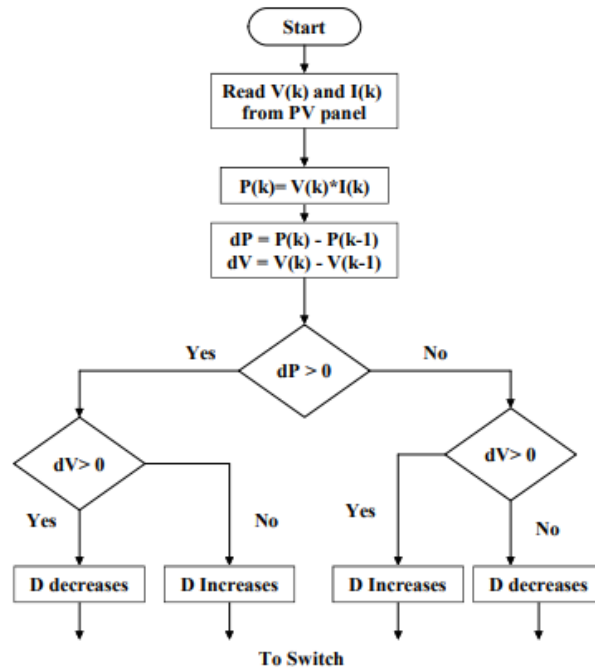 Start
Read V(k) and I(k)
from PV panel
P(k)= V(k)*I(k)
dP = P(k) - P(k-1)
dV = V(k) - V(k-1)
Yes
No
dP > 0
dV> 0
dV> 0
Yes
No
Yes
No
D decreases
D Increases
D Increases
D decreases
To Switch